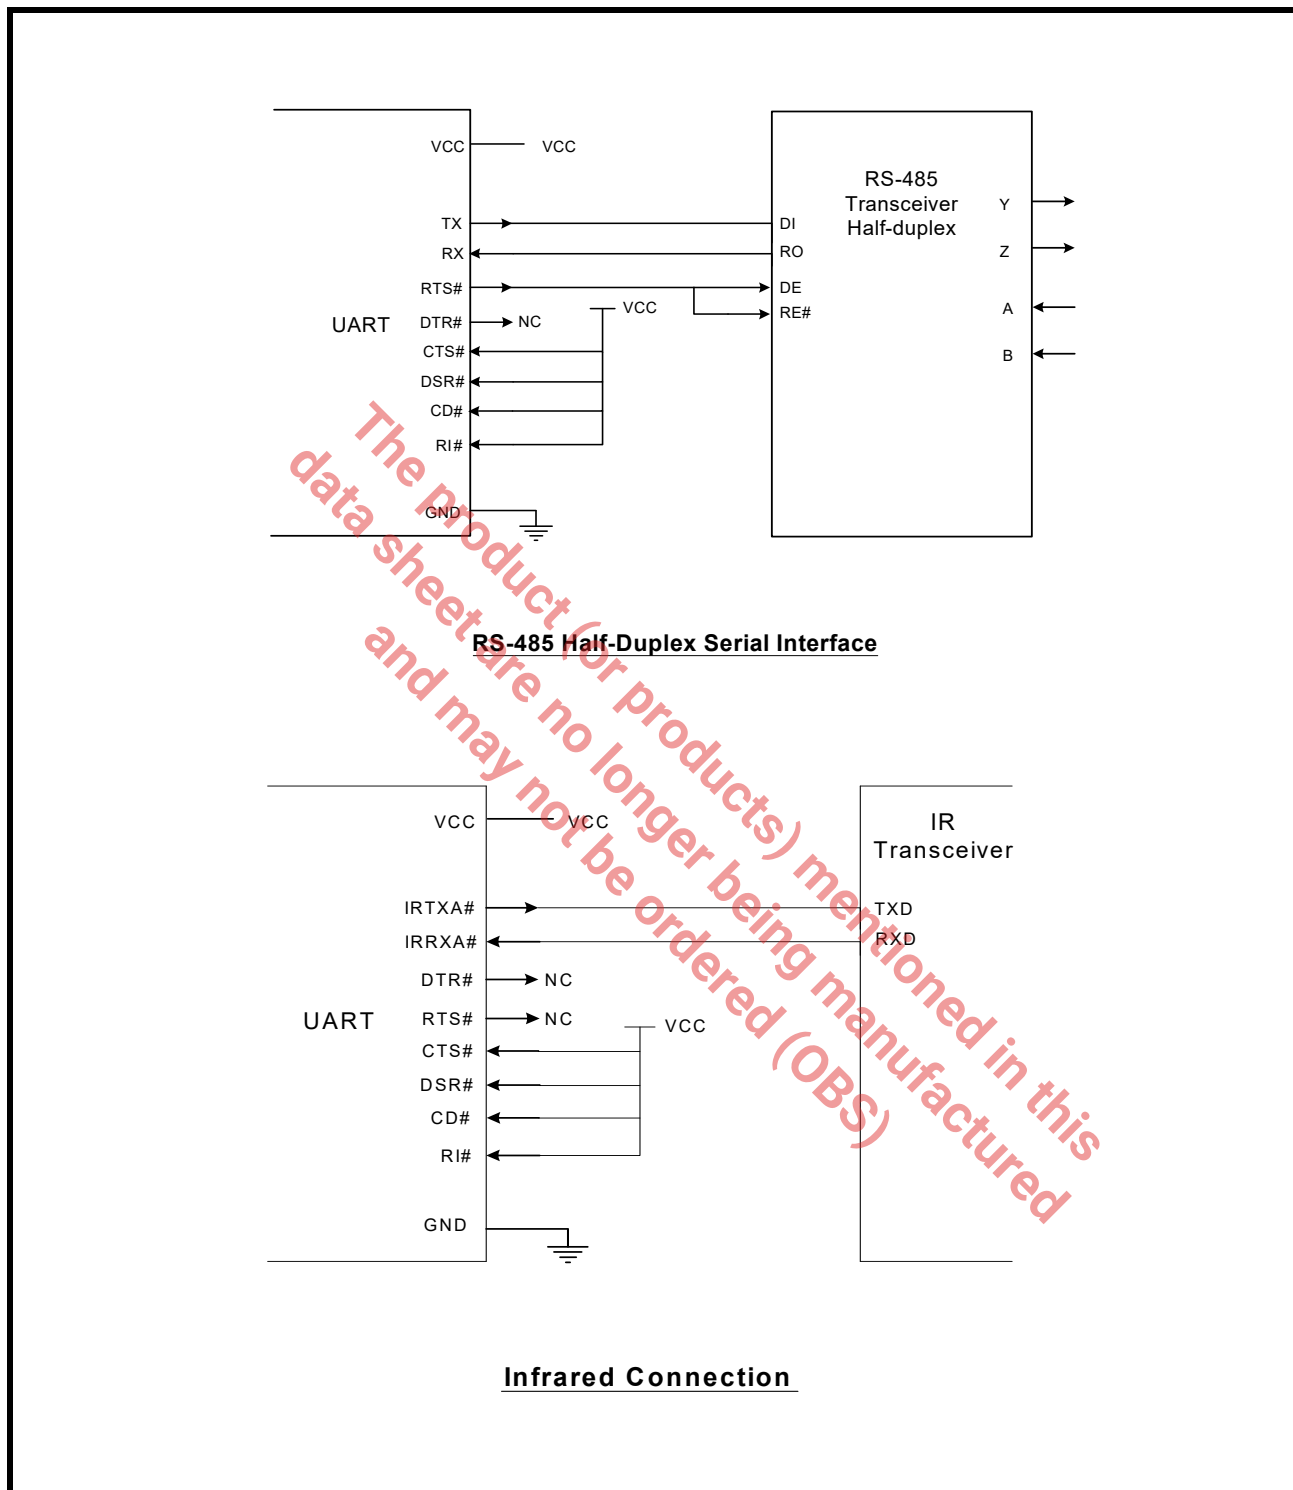 VCC
VCC
TX
RX
RTS#
DTR#
NC
CTS#
DSR#
CD#
RI#
GND
UART
VCC
RS-485
Transceiver
Half-duplex
DI
RO
DE
RE#
Y
Z
A
B
RS-485 Half-Duplex Serial Interface
VCC
VCC
IRTXA#
IRRXA#
DTR#
NC
RTS#
NC
CTS#
DSR#
CD#
RI#
GND
UART
VCC
IR
Transceiver
TXD
RXD
Infrared Connection
The product (or products) mentioned in this
data sheet are no longer being manufactured
and may not be ordered (OBS)